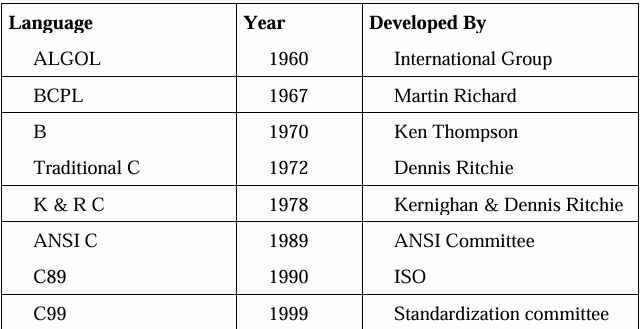 Language Year Developed By
ALGOL 1960 International Group
BCPL 1967 Martin Richard
B 1970 Ken Thompson
Traditional C 1972 Dennis Ritchie
K & R C 1978 Kernighan & Dennis Ritchie
ANSI C 1989 ANSI Committee
C89 1990 ISO
C99 1999 Standardization committee